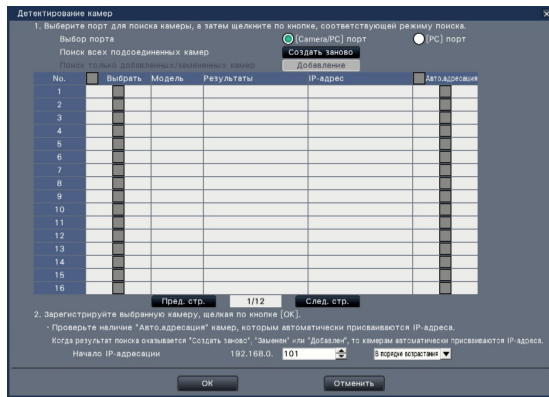 Детектирование камер
1. Выберите порт для поиска камеры, а затем щелкните по кнопке, соответствующей режиму поиска.
Выбор порта [Camera/PC] порт [PC] порт
Поиск всех подсоединенных камер Создать заново
Поиск только добавленных/замененных камер Добавление
No. Выбрать Модель Результаты IP-адрес Авто.адресация
1
2
3
4
5
6
7
8
9
10
11
12
13
14
15
16
Пред. стр. 1/12 След. стр.
2. Зарегистрируйте выбранную камеру, щелкая по кнопке [ОК].
· Проверьте наличие "Авто.адресация" камер, которым автоматически присваиваются IP-адреса.
Когда результат поиска оказывается "Создать заново", "Заменен" или "Добавлен", то камерам автоматически присваиваются IP-адреса.
Начало IP-адресации 192.168.0. 101 В порядке возрастания
ОК Отменить